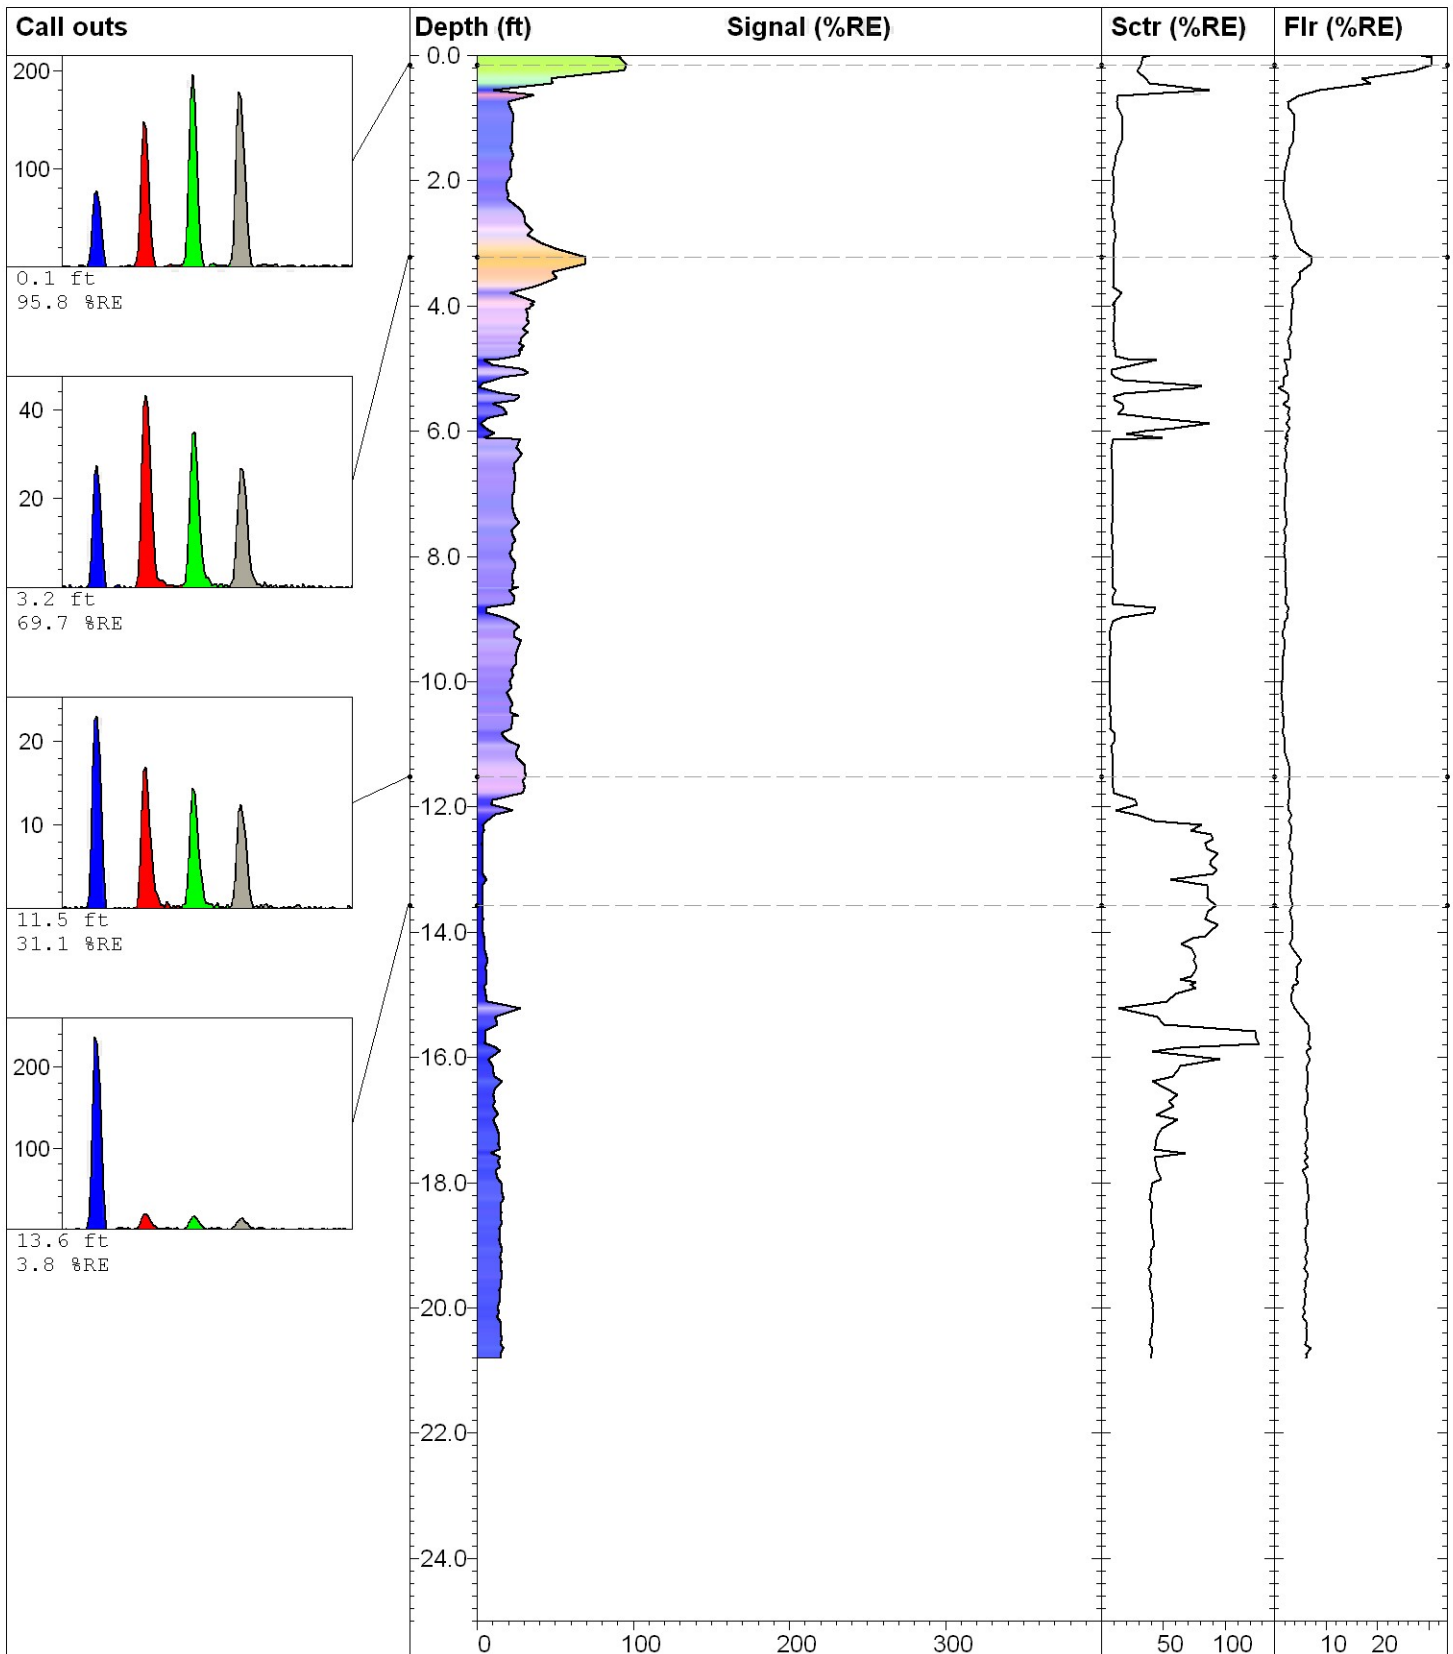 Call outs
Depth (ft)
Signal (%RE)
Sctr (%RE)
Flr (%RE)
200
100
0.1 ft
95.8 %RE
40
20
3.2 ft
69.7 %RE
20
10
11.5 ft
31.1 %RE
200
100
13.6 ft
3.8 %RE
0.0
2.0
4.0
6.0
8.0
10.0
12.0
14.0
16.0
18.0
20.0
22.0
24.0
0 100 200 300
50 100
10 20